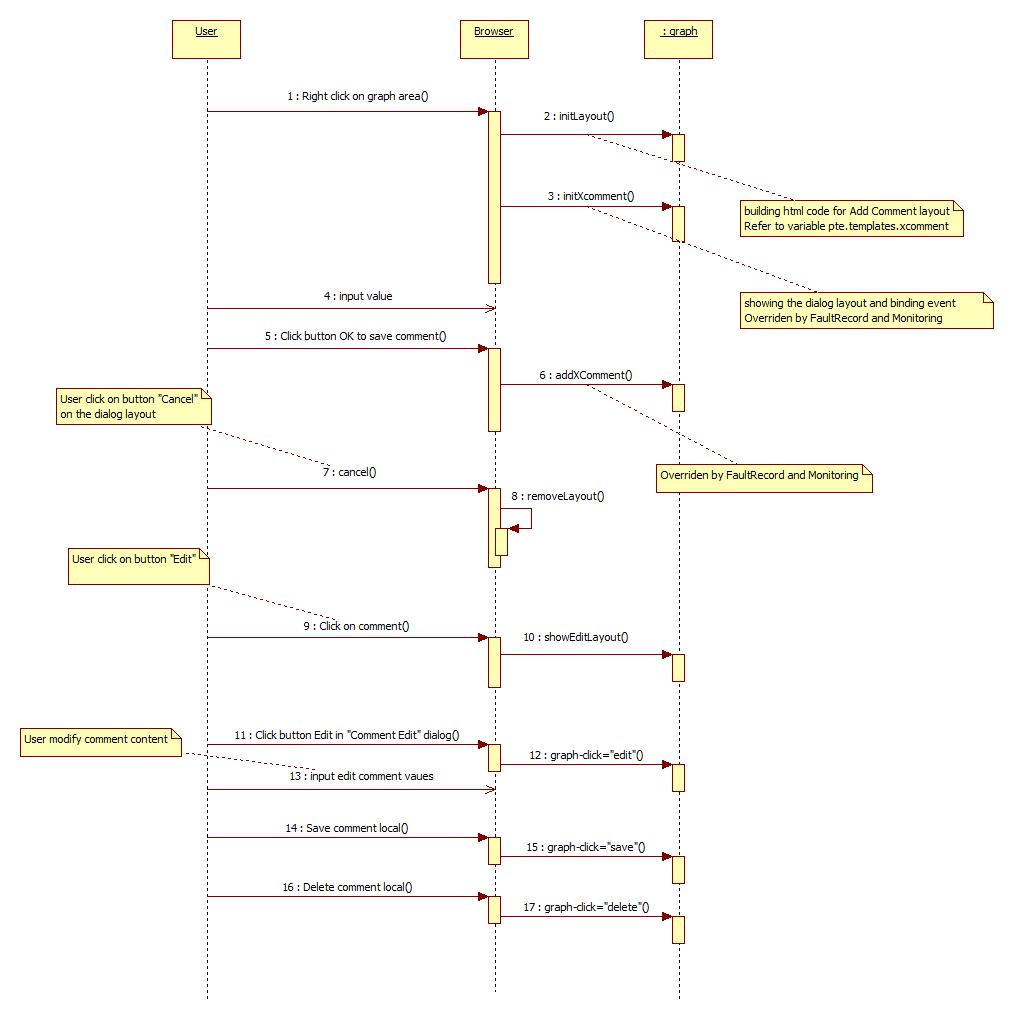 User
Browser
: graph
1 : Right click on graph area()
2 : initLayout()
building html code for Add Comment layout
Refer to variable pte.templates.xcomment
3 : initXcomment()
showing the dialog layout and binding event
Overriden by FaultRecord and Monitoring
4 : input value
5 : Click button OK to save comment()
6 : addXComment()
User click on button "Cancel"
on the dialog layout
Overriden by FaultRecord and Monitoring
7 : cancel()
8 : removeLayout()
User click on button "Edit"
9 : Click on comment()
10 : showEditLayout()
User modify comment content
11 : Click button Edit in "Comment Edit" dialog()
12 : graph-click="edit"()
13 : input edit comment vaues
14 : Save comment local()
15 : graph-click="save"()
16 : Delete comment local()
17 : graph-click="delete"()